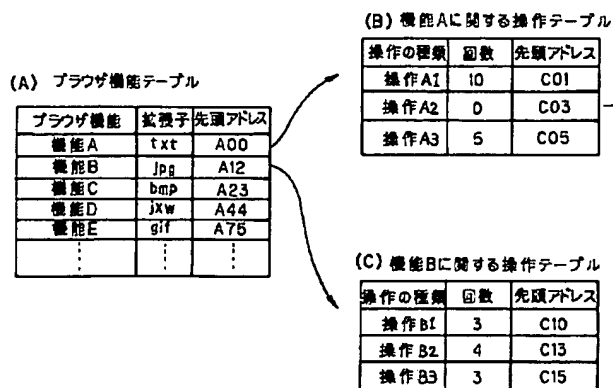 (A) ブラウザ機能テーブル
ブラウザ機能 拡張子 先頭アドレス
機能A txt A00
機能B jpg A12
機能C bmp A23
機能D jxw A44
機能E gif A75
(B) 機能Aに関する操作テーブル
操作の種類 回数 先頭アドレス
操作A1 10 C01
操作A2 0 C03
操作A3 5 C05
(C) 機能Bに関する操作テーブル
操作の種類 回数 先頭アドレス
操作B1 3 C10
操作B2 4 C13
操作B3 3 C15